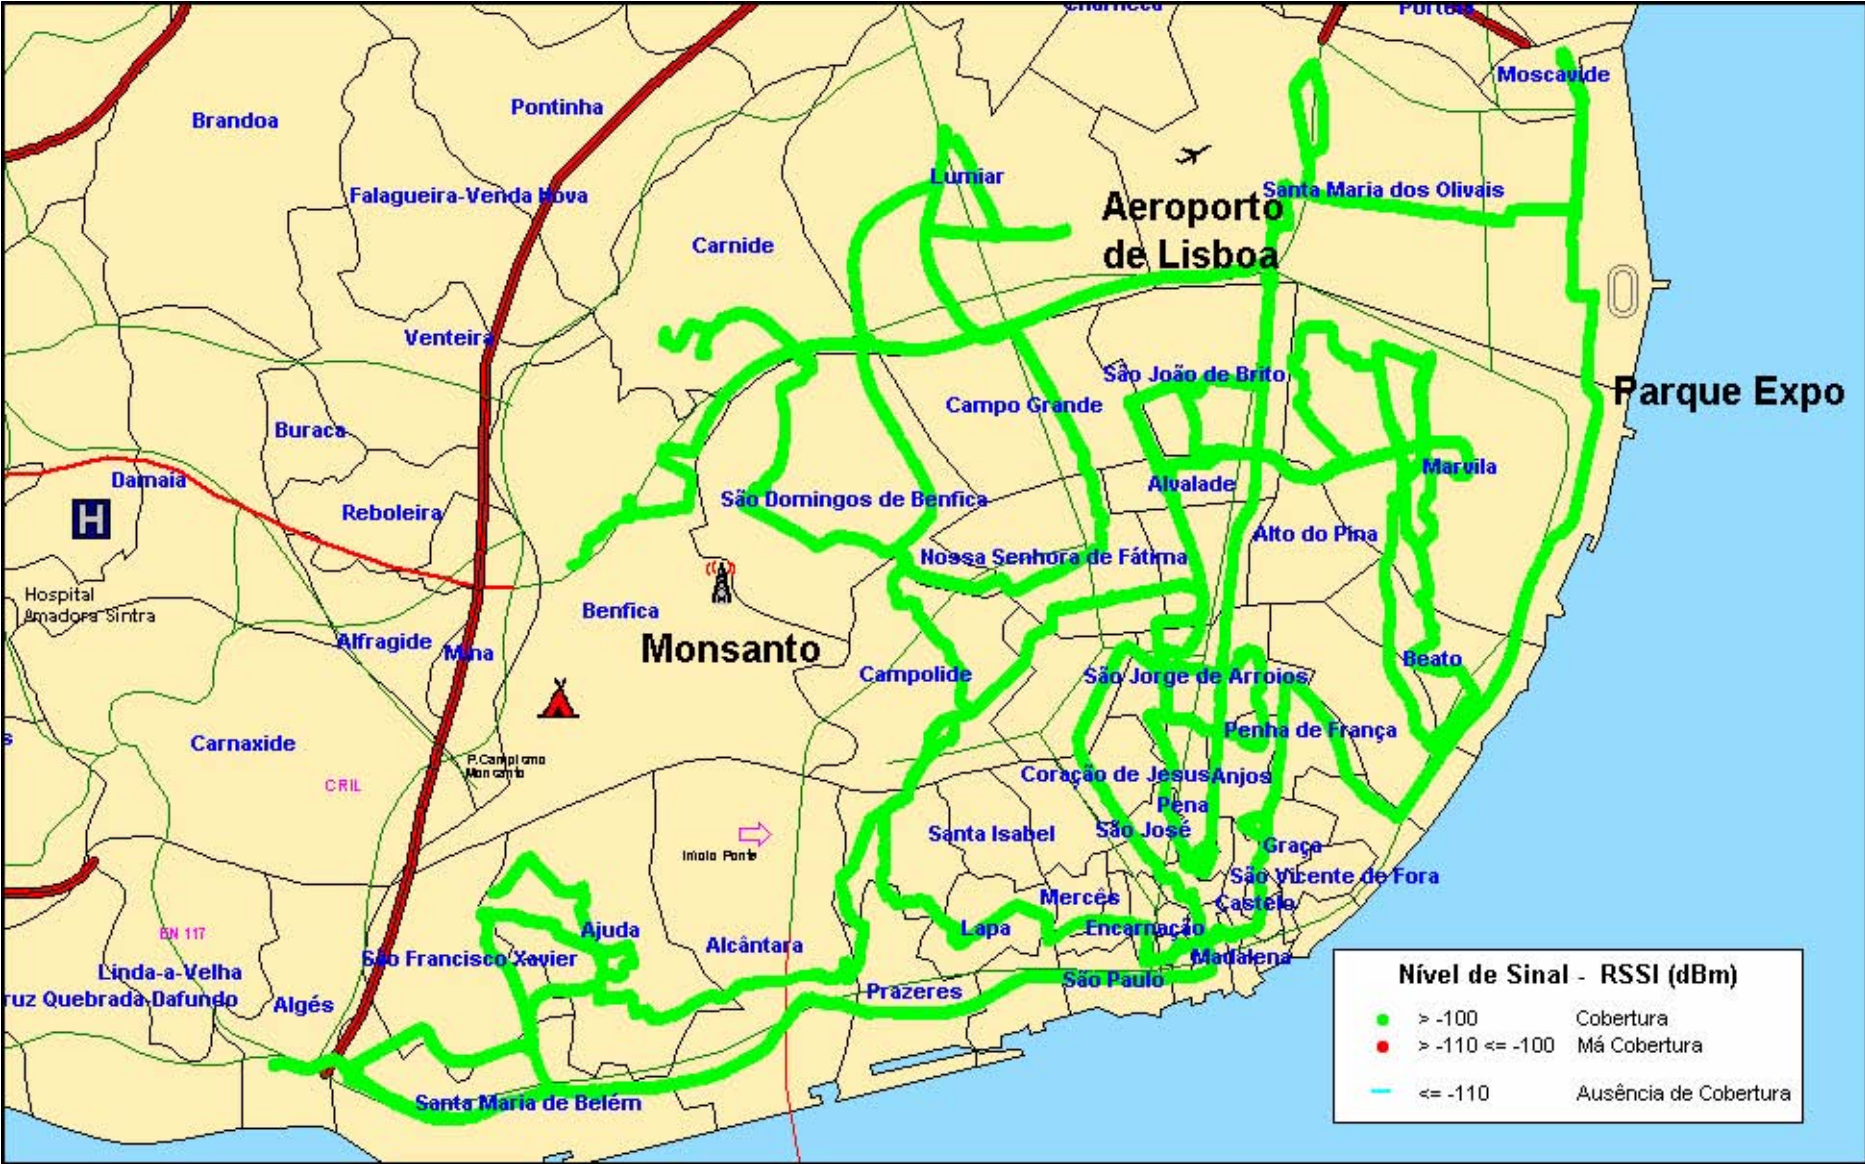 Moscavide
Brandoa
Pontinha
Lumiar
Falagueira-Venda Nova
Santa Maria dos Olivais
Aeroporto
de Lisboa
Carnide
Venteira
São João de Brito
Parque Expo
Campo Grande
Buraca
Marvila
Damaia
H
Alvalade
São Domingos de Benfica
Reboleira
Alto do Pina
Nossa Senhora de Fátima
Hospital
Amadora Sintra
Benfica
Alfragide
Mina
Monsanto
Beato
Campolide
São Jorge de Arroios
Penha de França
Carnaxide
s
P.Campismo
Monsanto
Coração de Jesus
Anjos
CRIL
Pena
São José
Santa Isabel
Graça
Inicio Ponte
São Vicente de Fora
Mercês
Castelo
Lapa
Encarnação
Ajuda
EN 117
Alcântara
São Francisco Xavier
Madalena
Linda-a-Velha
São Paulo
Prazeres
ruz Quebrada-Dafundo
Algés
Santa Maria de Belém
Nível de Sinal - RSSI (dBm)
> -100 Cobertura
> -110 <= -100 Má Cobertura
<= -110 Ausência de Cobertura